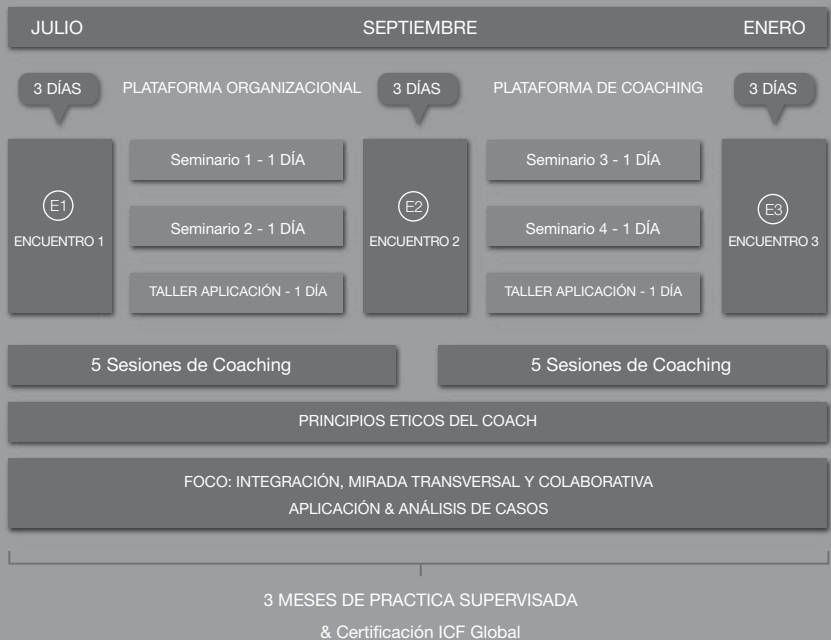 JULIO SEPTIEMBRE ENERO
3 DÍAS PLATAFORMA ORGANIZACIONAL 3 DÍAS PLATAFORMA DE COACHING 3 DÍAS
E1
ENCUENTRO 1
Seminario 1 - 1 DÍA
Seminario 2 - 1 DÍA
TALLER APLICACIÓN - 1 DÍA
E2
ENCUENTRO 2
Seminario 3 - 1 DÍA
Seminario 4 - 1 DÍA
TALLER APLICACIÓN - 1 DÍA
E3
ENCUENTRO 3
5 Sesiones de Coaching 5 Sesiones de Coaching
PRINCIPIOS ETICOS DEL COACH
FOCO: INTEGRACIÓN, MIRADA TRANSVERSAL Y COLABORATIVA
APLICACIÓN & ANÁLISIS DE CASOS
3 MESES DE PRACTICA SUPERVISADA
& Certificación ICF Global